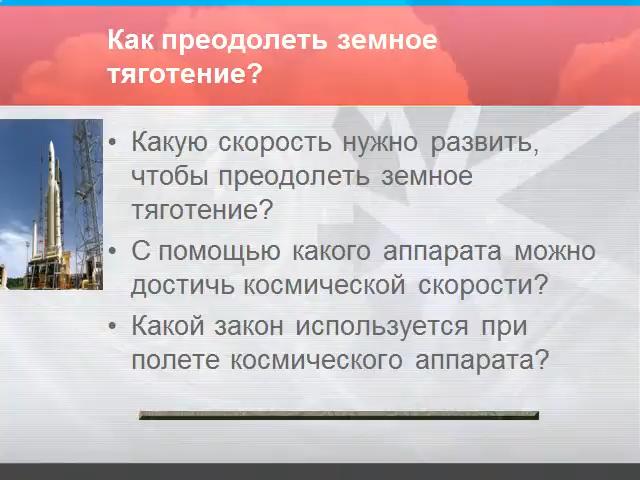 Как преодолеть земное
тяготение?
• Какую скорость нужно развить,
чтобы преодолеть земное
тяготение?
• С помощью какого аппарата можно
достичь космической скорости?
• Какой закон используется при
полете космического аппарата?